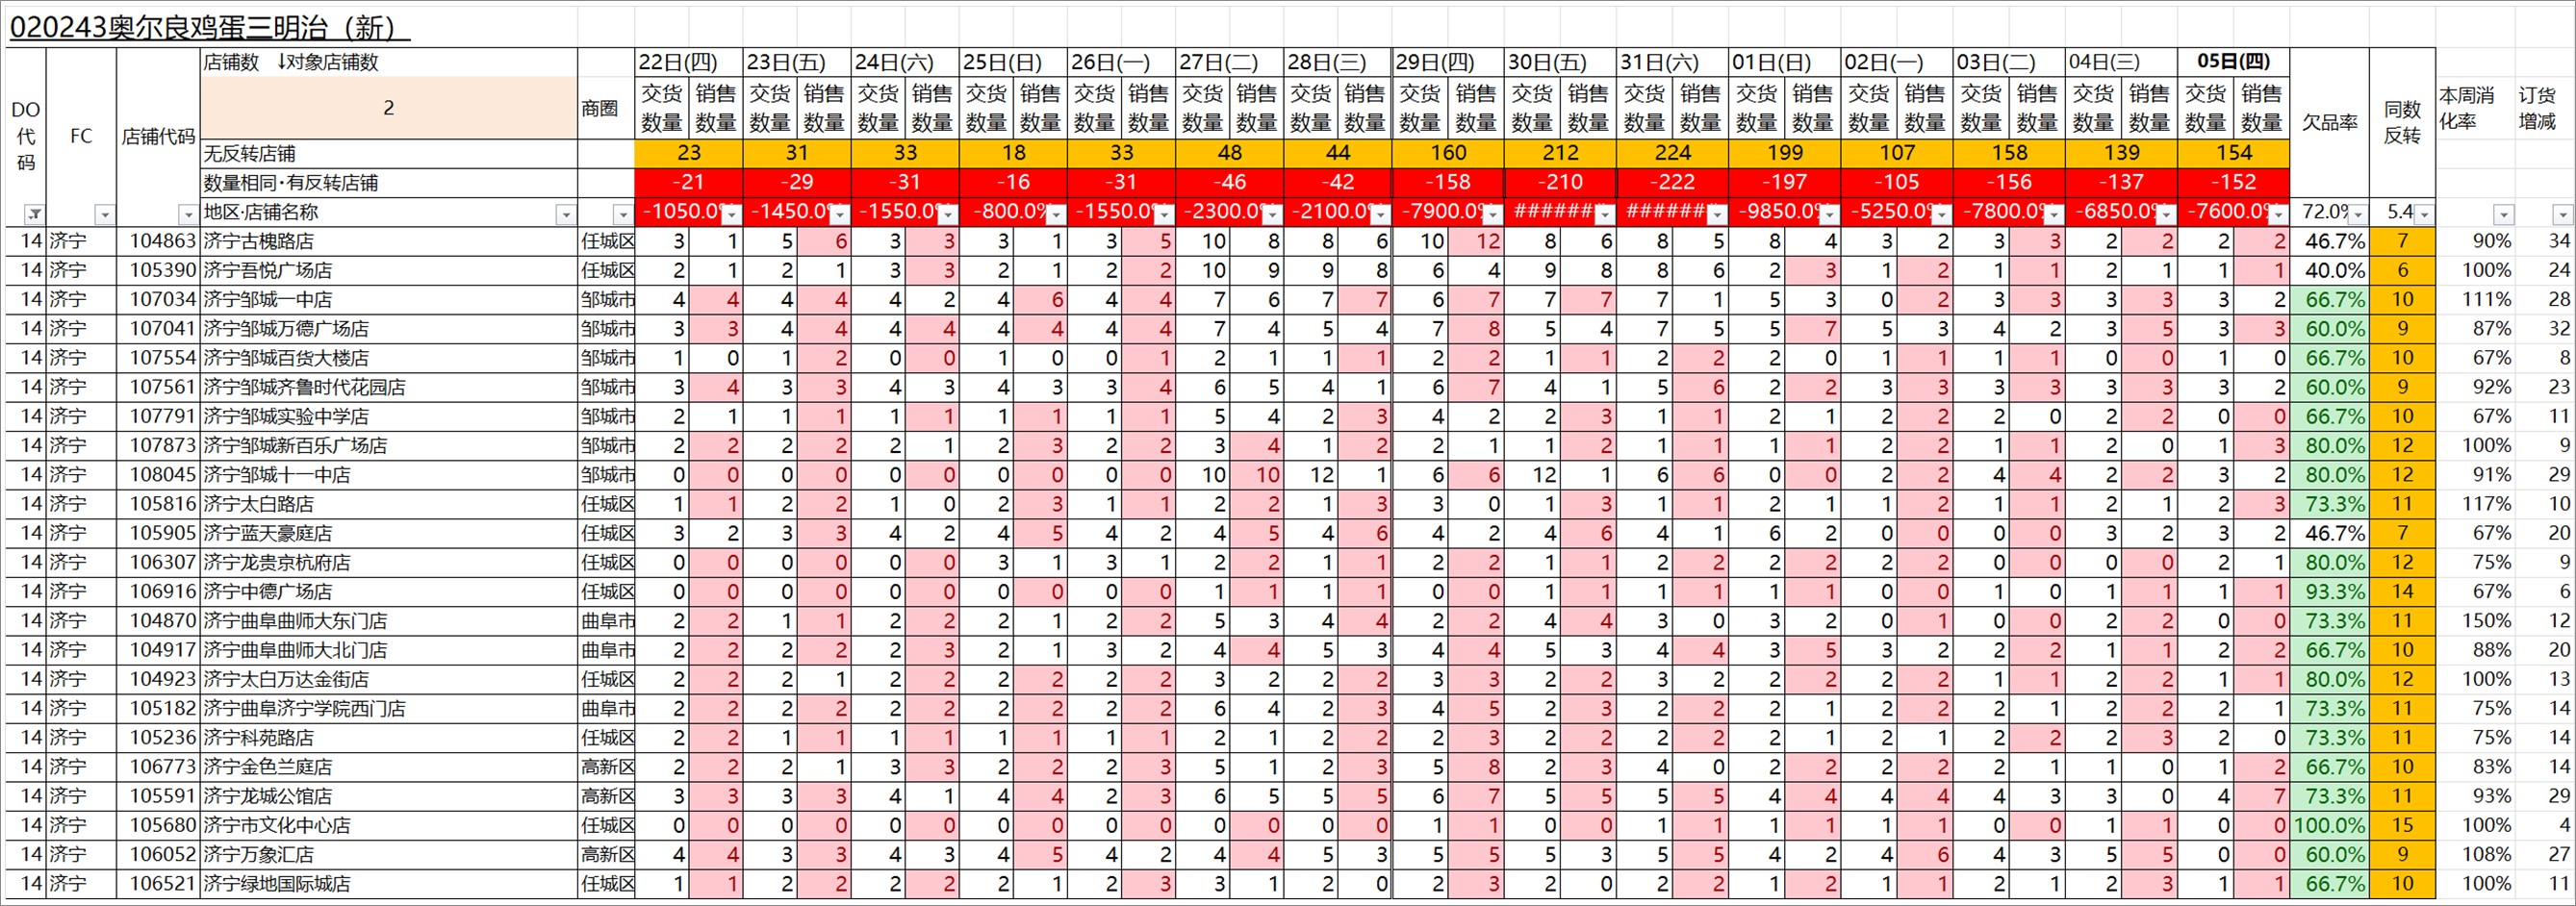 020243奥尔良鸡蛋三明治（新）
DO代码 FC 店铺代码 店铺数 ↓对象店铺数 商圈 22日(四) 23日(五) 24日(六) 25日(日) 26日(一) 27日(二) 28日(三) 29日(四) 30日(五) 31日(六) 01日(日) 02日(一) 03日(二) 04日(三) 05日(四) 欠品率 同数反转 本周消化率 订货增减
2 交货数量 销售数量 交货数量 销售数量 交货数量 销售数量 交货数量 销售数量 交货数量 销售数量 交货数量 销售数量 交货数量 销售数量 交货数量 销售数量 交货数量 销售数量 交货数量 销售数量 交货数量 销售数量 交货数量 销售数量 交货数量 销售数量 交货数量 销售数量 交货数量 销售数量
无反转店铺 23 31 33 18 33 48 44 160 212 224 199 107 158 139 154
数量相同·有反转店铺 -21 -29 -31 -16 -31 -46 -42 -158 -210 -222 -197 -105 -156 -137 -152
地区·店铺名称 -1050.0% -1450.0% -1550.0% -800.0% -1550.0% -2300.0% -2100.0% -7900.0% ###### ###### -9850.0% -5250.0% -7800.0% -6850.0% -7600.0% 72.0% 5.4
14 济宁 104863 济宁古槐路店 任城区 3 1 5 6 3 3 3 1 3 5 10 8 8 6 10 12 8 6 8 5 8 4 3 2 3 3 2 2 2 2 46.7% 7 90% 34
14 济宁 105390 济宁吾悦广场店 任城区 2 1 2 1 3 3 2 1 2 2 10 9 9 8 6 4 9 8 8 6 2 3 1 2 1 1 2 1 1 1 40.0% 6 100% 24
14 济宁 107034 济宁邹城一中店 邹城市 4 4 4 4 4 2 4 6 4 4 7 6 7 7 6 7 7 7 7 1 5 3 0 2 3 3 3 3 3 2 66.7% 10 111% 28
14 济宁 107041 济宁邹城万德广场店 邹城市 3 3 4 4 4 4 4 4 4 4 7 4 5 4 7 8 5 4 7 5 5 7 5 3 4 2 3 5 3 3 60.0% 9 87% 32
14 济宁 107554 济宁邹城百货大楼店 邹城市 1 0 1 2 0 0 1 0 0 1 2 1 1 1 2 2 1 1 2 2 2 0 1 1 1 1 0 0 1 0 66.7% 10 67% 8
14 济宁 107561 济宁邹城齐鲁时代花园店 邹城市 3 4 3 3 4 3 4 3 3 4 6 5 4 1 6 7 4 1 5 6 2 2 3 3 3 3 3 3 3 2 60.0% 9 92% 23
14 济宁 107791 济宁邹城实验中学店 邹城市 2 1 1 1 1 1 1 1 1 1 5 4 2 3 4 2 2 3 1 1 2 1 2 2 2 0 2 2 0 0 66.7% 10 67% 11
14 济宁 107873 济宁邹城新百乐广场店 邹城市 2 2 2 2 2 1 2 3 2 2 3 4 1 2 2 1 1 2 1 1 1 1 2 2 1 1 2 0 1 3 80.0% 12 100% 9
14 济宁 108045 济宁邹城十一中店 邹城市 0 0 0 0 0 0 0 0 0 0 10 10 12 1 6 6 12 1 6 6 0 0 2 2 4 4 2 2 3 2 80.0% 12 91% 29
14 济宁 105816 济宁太白路店 任城区 1 1 2 2 1 0 2 3 1 1 2 2 1 3 3 0 1 3 1 1 2 1 1 2 1 1 2 1 2 3 73.3% 11 117% 10
14 济宁 105905 济宁蓝天豪庭店 任城区 3 2 3 3 4 2 4 5 4 2 4 5 4 6 4 2 4 6 4 1 6 2 0 0 0 0 3 2 3 2 46.7% 7 67% 20
14 济宁 106307 济宁龙贵京杭府店 任城区 0 0 0 0 0 0 3 1 3 1 2 2 1 1 2 2 1 1 2 2 2 2 2 2 0 0 0 0 2 1 80.0% 12 75% 9
14 济宁 106916 济宁中德广场店 任城区 0 0 0 0 0 0 0 0 0 0 1 1 1 1 0 0 1 1 1 1 1 1 0 0 1 0 1 1 1 1 93.3% 14 67% 6
14 济宁 104870 济宁曲阜曲师大东门店 曲阜市 2 2 1 1 2 2 2 1 2 2 5 3 4 4 2 2 4 4 3 0 3 2 0 1 0 0 2 2 0 0 73.3% 11 150% 12
14 济宁 104917 济宁曲阜曲师大北门店 曲阜市 2 2 2 2 2 3 2 1 3 2 4 4 5 3 4 4 5 3 4 4 3 5 3 2 2 2 1 1 2 2 66.7% 10 88% 20
14 济宁 104923 济宁太白万达金街店 任城区 2 2 2 1 2 2 2 2 2 2 3 2 2 2 3 3 2 2 3 2 2 2 2 2 1 1 2 2 1 1 80.0% 12 100% 13
14 济宁 105182 济宁曲阜济宁学院西门店 曲阜市 2 2 2 2 2 2 2 2 2 2 6 4 2 3 4 5 2 3 2 2 2 1 2 2 2 1 2 2 2 1 73.3% 11 75% 14
14 济宁 105236 济宁科苑路店 任城区 2 2 1 1 1 1 1 1 1 1 2 1 2 2 2 3 2 2 2 2 2 1 2 1 2 2 2 3 2 0 73.3% 11 75% 14
14 济宁 106773 济宁金色兰庭店 高新区 2 2 2 1 3 3 2 2 2 3 5 1 2 3 5 8 2 3 4 0 2 2 2 2 2 1 1 0 1 2 66.7% 10 83% 14
14 济宁 105591 济宁龙城公馆店 高新区 3 3 3 3 4 1 4 4 2 3 6 5 5 5 6 7 5 5 5 5 4 4 4 4 4 3 3 0 4 7 73.3% 11 93% 29
14 济宁 105680 济宁市文化中心店 任城区 0 0 0 0 0 0 0 0 0 0 0 0 0 0 1 1 0 0 1 1 1 1 1 1 0 0 1 1 0 0 100.0% 15 100% 4
14 济宁 106052 济宁万象汇店 高新区 4 4 3 3 4 3 4 5 4 2 4 4 5 3 5 5 5 3 5 5 4 2 4 6 4 3 5 5 0 0 60.0% 9 108% 27
14 济宁 106521 济宁绿地国际城店 任城区 1 1 2 2 2 2 2 1 2 3 3 1 2 0 2 3 2 0 2 2 1 2 1 1 2 1 2 3 1 1 66.7% 10 100% 11